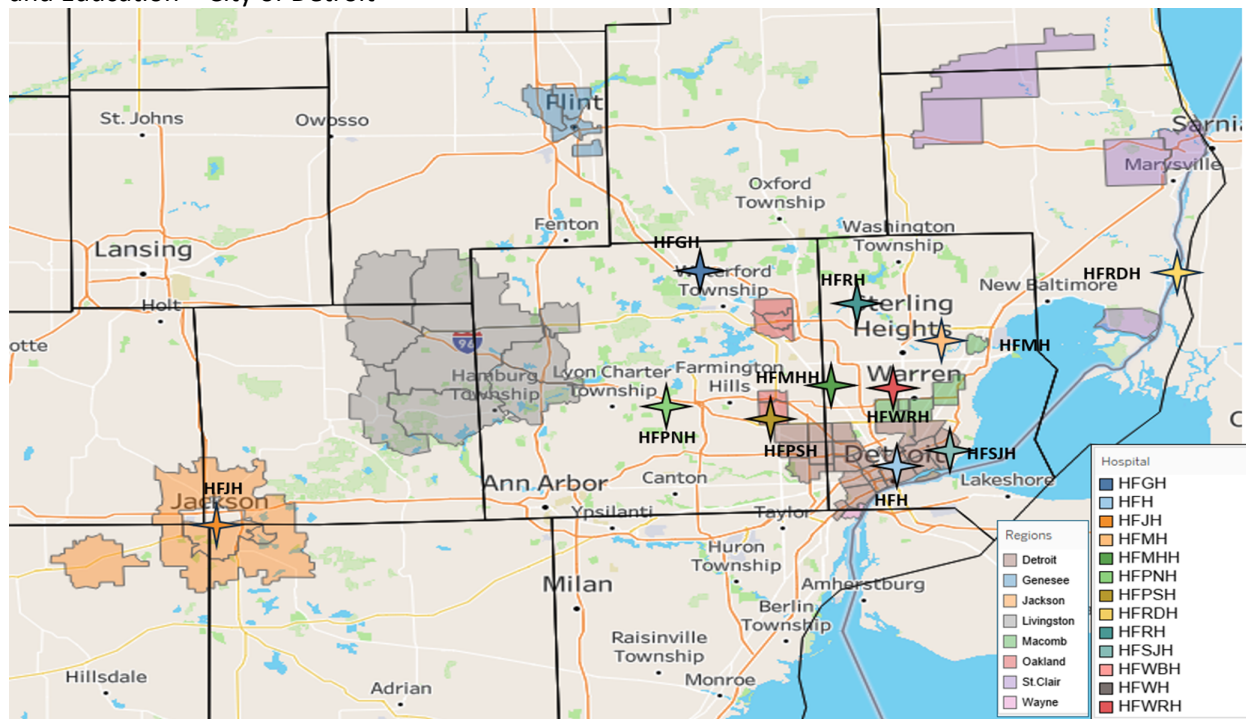 and Education – City of Detroit
Flint
St. Johns
Owosso
Sarnia
Marysville
Oxford
Township
Fenton
Washington
Township
Lansing
HFGH
Waterford
Township
HFRH
HFRDH
New Baltimore
Holt
Sterling
Heights
96
HFMH
Hamburg
Township
Lyon Charter
Township
Farmington
Hills
HFMHH
Warren
HFPNH
HFWRH
HFPSH
Detroit
HFSJH
HFH
Lakeshore
Ann Arbor
Canton
Ypsilanti
Taylor
HFJH
Jackson
Huron
Township
Milan
Amherstburg
Berlin
Township
Raisinville
Township
Monroe
Hillsdale
Adrian
Regions
Detroit
Genesee
Jackson
Livingston
Macomb
Oakland
St.Clair
Wayne
Hospital
HFGH
HFH
HFJH
HFMH
HFMHH
HFPNH
HFPSH
HFRDH
HFRH
HFSJH
HFWBH
HFWH
HFWRH